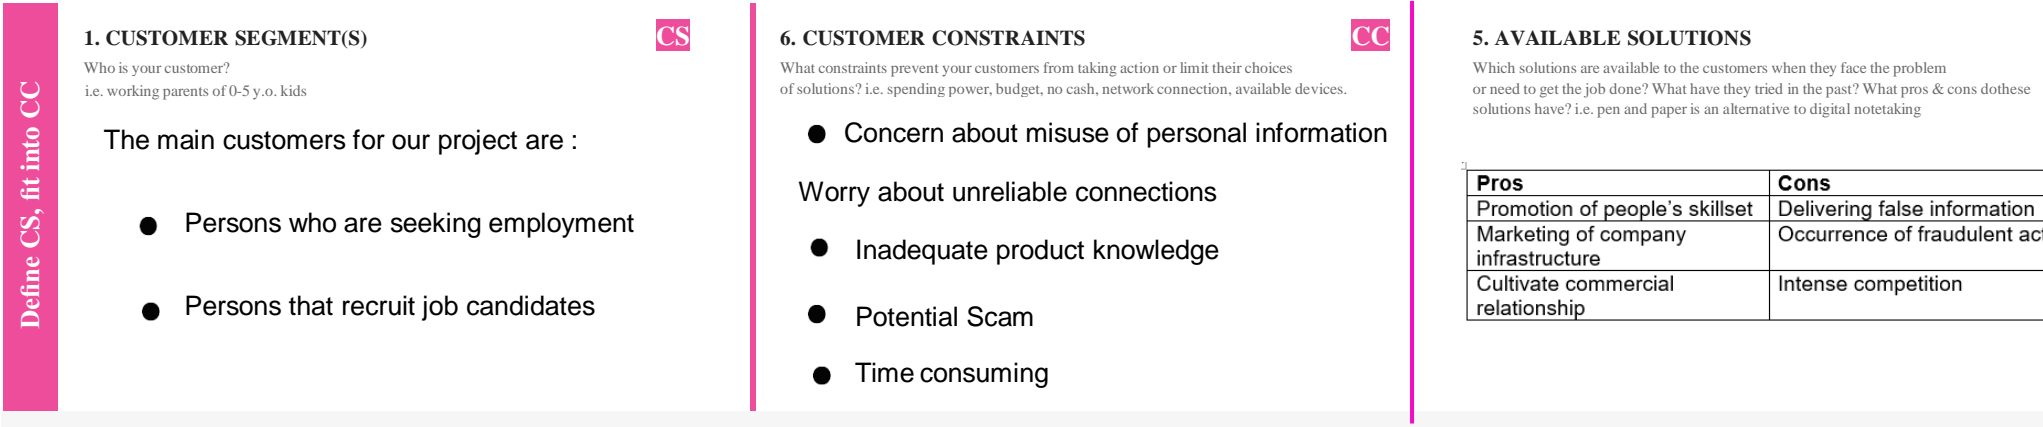 Define CS, fit into CC
1. CUSTOMER SEGMENT(S)
CS
Who is your customer?
i.e. working parents of 0-5 y.o. kids
The main customers for our project are :
● Persons who are seeking employment
● Persons that recruit job candidates
6. CUSTOMER CONSTRAINTS
CC
What constraints prevent your customers from taking action or limit their choices
of solutions? i.e. spending power, budget, no cash, network connection, available devices.
● Concern about misuse of personal information
Worry about unreliable connections
● Inadequate product knowledge
● Potential Scam
● Time consuming
5. AVAILABLE SOLUTIONS
Which solutions are available to the customers when they face the problem
or need to get the job done? What have they tried in the past? What pros & cons dothese
solutions have? i.e. pen and paper is an alternative to digital notetaking
Pros Cons
Promotion of people's skillset Delivering false information
Marketing of company Occurrence of fraudulent
infrastructure
Cultivate commercial Intense competition
relationship